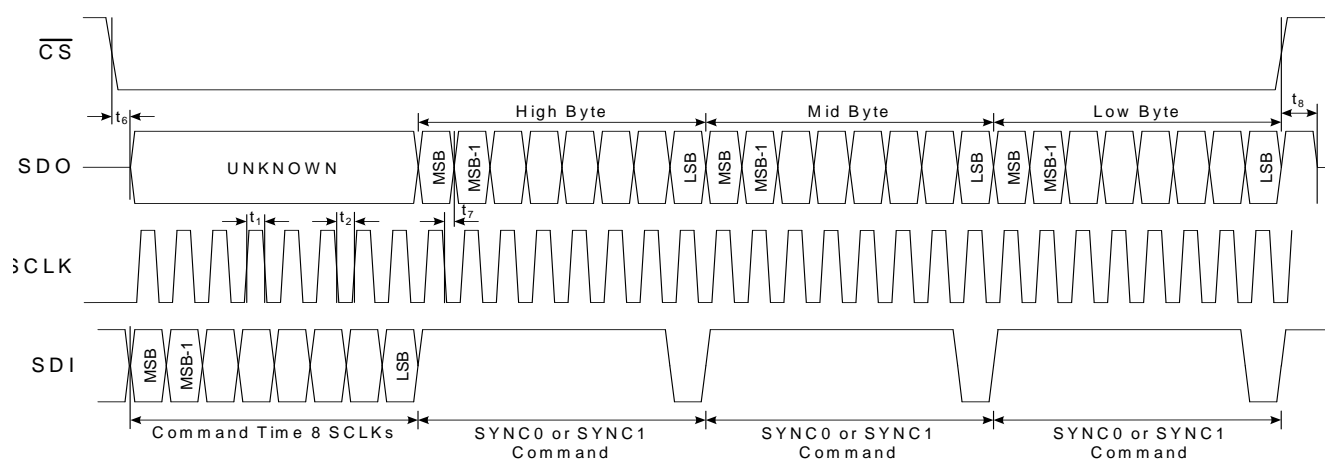 CS
High Byte
Mid Byte
Low Byte
t6
t8
SDO
UNKNOWN
MSB
MSB-1
LSB
MSB
MSB-1
LSB
MSB
MSB-1
LSB
t1
t2
t7
SCLK
SDI
MSB
MSB-1
LSB
Command Time 8 SCLKs
SYNC0 or SYNC1
Command
SYNC0 or SYNC1
Command
SYNC0 or SYNC1
Command